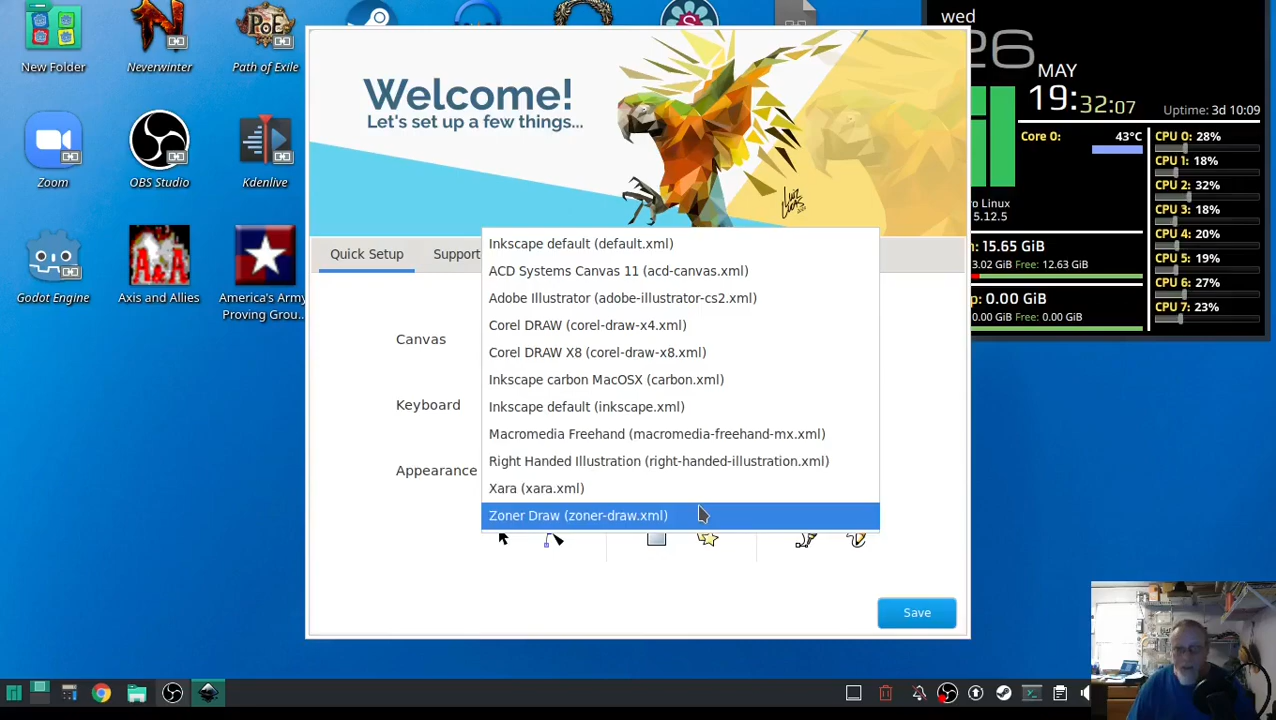 New Folder
Neverwinter
Path of Exile
Zoom
OBS Studio
Kdenlive
Godot Engine
Axis and Allies
America's Army
Proving Grou...
Welcome!
Let's set up a few things...
Quick Setup
Support
Canvas
Keyboard
Appearance
Inkscape default (default.xml)
ACD Systems Canvas 11 (acd-canvas.xml)
Adobe Illustrator (adobe-illustrator-cs2.xml)
Corel DRAW (corel-draw-x4.xml)
Corel DRAW X8 (corel-draw-x8.xml)
Inkscape carbon MacOSX (carbon.xml)
Inkscape default (inkscape.xml)
Macromedia Freehand (macromedia-freehand-mx.xml)
Right Handed Illustration (right-handed-illustration.xml)
Xara (xara.xml)
Zoner Draw (zoner-draw.xml)
Save
wed
26
MAY
19:32:07
Uptime: 3d 10:09
Core 0: 43°C
CPU 0: 28%
CPU 1: 18%
CPU 2: 32%
CPU 3: 18%
CPU 4: 20%
CPU 5: 19%
CPU 6: 27%
CPU 7: 23%
ro Linux
5.12.5
: 15.65 GiB
3.02 GiB Free: 12.63 GiB
p: 0.00 GiB
0.00 GiB Free: 0.00 GiB